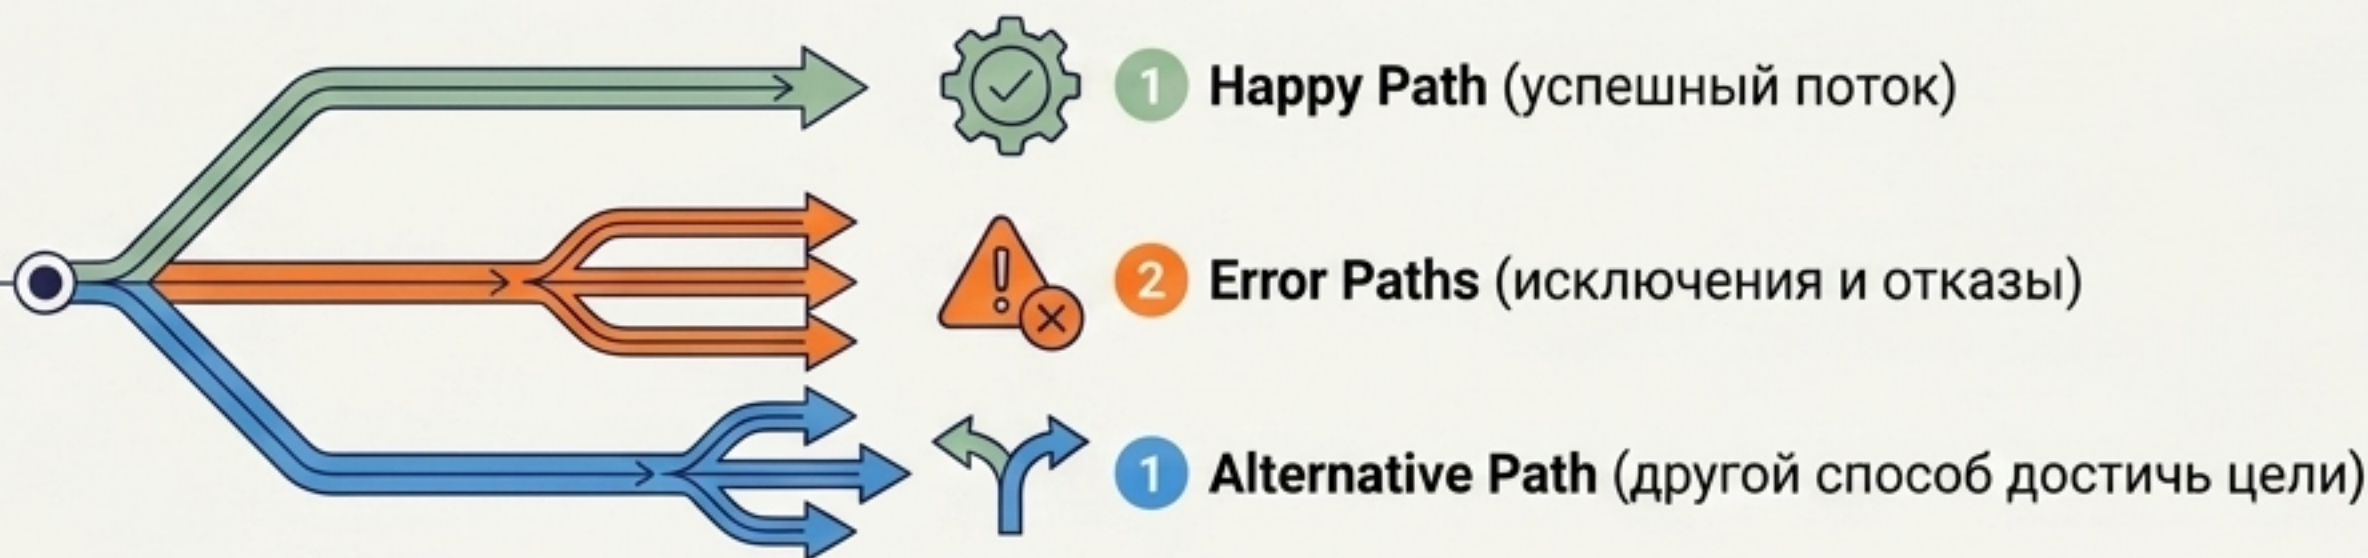 1 Happy Path (успешный поток)
2 Error Paths (исключения и отказы)
1 Alternative Path (другой способ достичь цели)